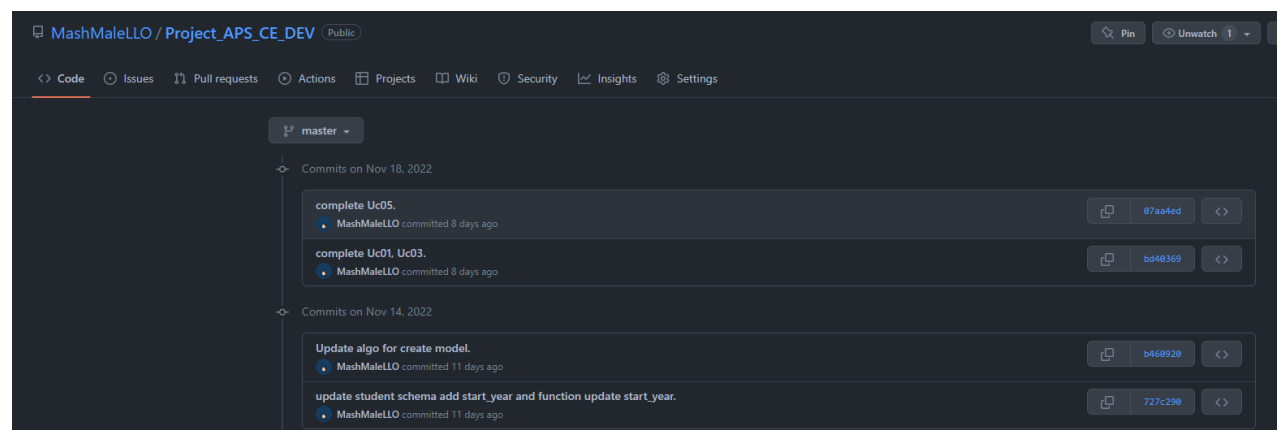 MashMaleLLO / Project_APS_CE_DEV Public
Pin Unwatch 1
Code Issues Pull requests Actions Projects Wiki Security Insights Settings
master
Commits on Nov 18, 2022
complete Uc05.
MashMaleLLO committed 8 days ago
07aa4ed
complete Uc01, Uc03.
MashMaleLLO committed 8 days ago
bd40369
Commits on Nov 14, 2022
Update algo for create model.
MashMaleLLO committed 11 days ago
b460920
update student schema add start_year and function update start_year.
MashMaleLLO committed 11 days ago
727c290